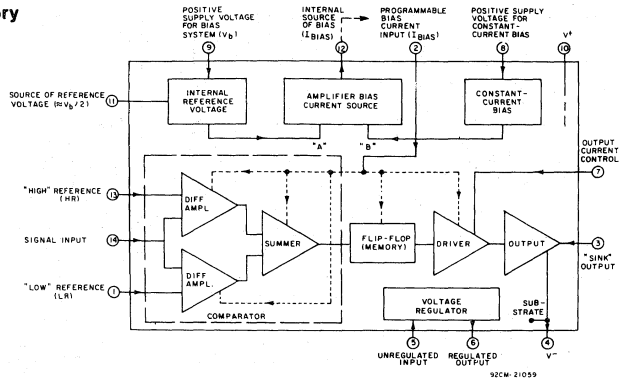 ory
POSITIVE
SUPPLY VOLTAGE
FOR BIAS
SYSTEM (Vb)
9
INTERNAL
SOURCE
OF BIAS
(IBIAS)
12
PROGRAMMABLE
BIAS
CURRENT
INPUT (IBIAS)
2
POSITIVE SUPPLY
VOLTAGE FOR
CONSTANT-
CURRENT BIAS
8
V+
10
SOURCE OF REFERENCE
VOLTAGE (≈Vb/2)
11
INTERNAL
REFERENCE
VOLTAGE
AMPLIFIER BIAS
CURRENT SOURCE
CONSTANT-
CURRENT
BIAS
"A"
"B"
OUTPUT
CURRENT
CONTROL
7
"HIGH" REFERENCE
(HR)
13
DIFF
AMPL.
SIGNAL INPUT
14
SUMMER
FLIP-FLOP
(MEMORY)
DRIVER
OUTPUT
3
"SINK"
OUTPUT
"LOW" REFERENCE
(LR)
1
DIFF
AMPL.
COMPARATOR
VOLTAGE
REGULATOR
SUB-
STRATE
5
UNREGULATED
INPUT
6
REGULATED
OUTPUT
4
V−
92CM-21059